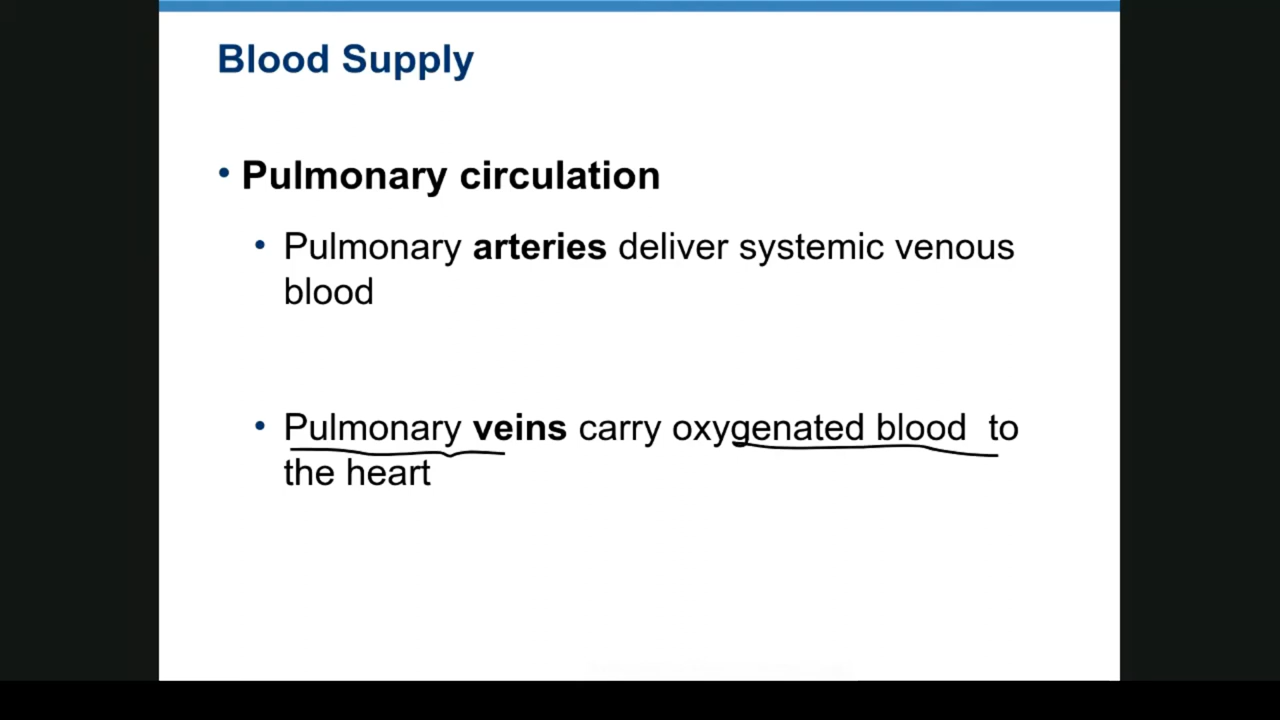 Blood Supply
• Pulmonary circulation
• Pulmonary arteries deliver systemic venous
blood
• Pulmonary veins carry oxygenated blood to
the heart